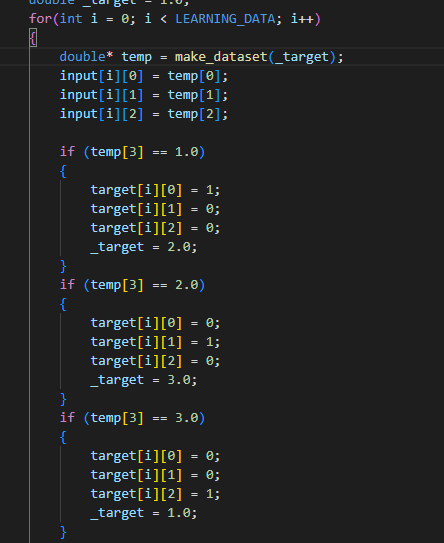 double _target = 1.0;
for(int i = 0; i < LEARNING_DATA; i++)
{
    double* temp = make_dataset(_target);
    input[i][0] = temp[0];
    input[i][1] = temp[1];
    input[i][2] = temp[2];

    if (temp[3] == 1.0)
    {
        target[i][0] = 1;
        target[i][1] = 0;
        target[i][2] = 0;
        _target = 2.0;
    }
    if (temp[3] == 2.0)
    {
        target[i][0] = 0;
        target[i][1] = 1;
        target[i][2] = 0;
        _target = 3.0;
    }
    if (temp[3] == 3.0)
    {
        target[i][0] = 0;
        target[i][1] = 0;
        target[i][2] = 1;
        _target = 1.0;
    }